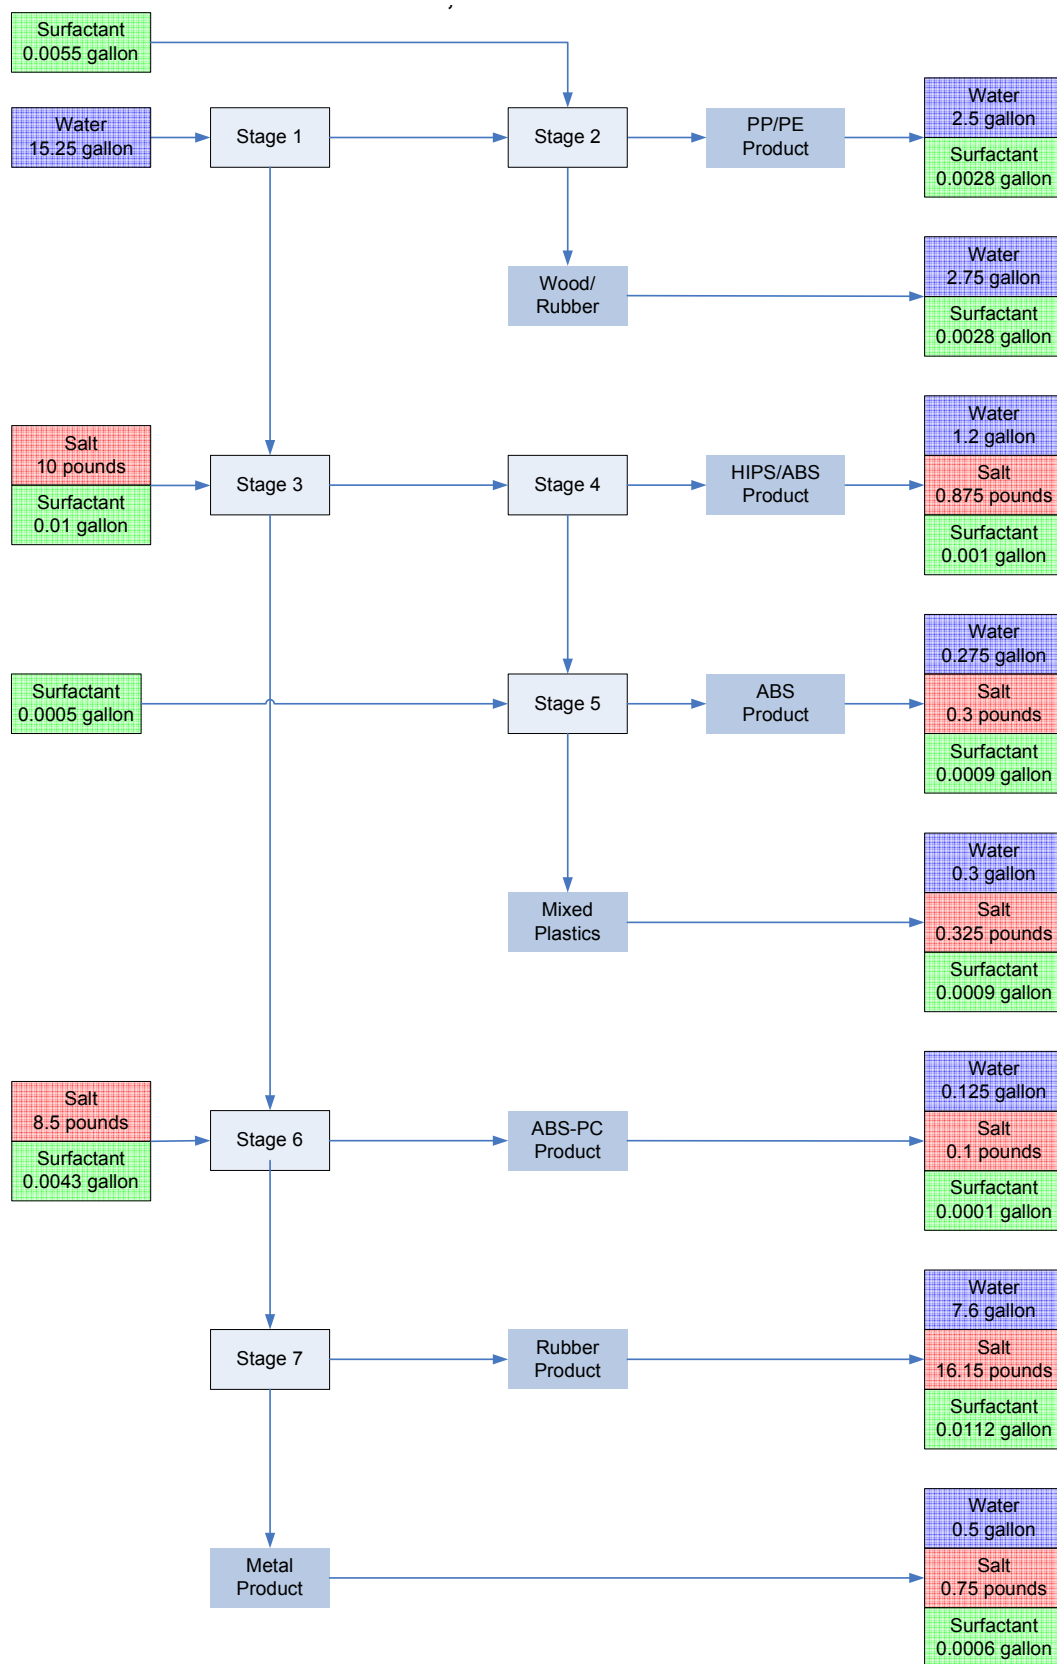 Surfactant
0.0055 gallon
Water
15.25 gallon
Stage 1
Stage 2
PP/PE
Product
Water
2.5 gallon
Surfactant
0.0028 gallon
Wood/
Rubber
Water
2.75 gallon
Surfactant
0.0028 gallon
Salt
10 pounds
Surfactant
0.01 gallon
Stage 3
Stage 4
HIPS/ABS
Product
Water
1.2 gallon
Salt
0.875 pounds
Surfactant
0.001 gallon
Surfactant
0.0005 gallon
Stage 5
ABS
Product
Water
0.275 gallon
Salt
0.3 pounds
Surfactant
0.0009 gallon
Mixed
Plastics
Water
0.3 gallon
Salt
0.325 pounds
Surfactant
0.0009 gallon
Salt
8.5 pounds
Surfactant
0.0043 gallon
Stage 6
ABS-PC
Product
Water
0.125 gallon
Salt
0.1 pounds
Surfactant
0.0001 gallon
Stage 7
Rubber
Product
Water
7.6 gallon
Salt
16.15 pounds
Surfactant
0.0112 gallon
Metal
Product
Water
0.5 gallon
Salt
0.75 pounds
Surfactant
0.0006 gallon